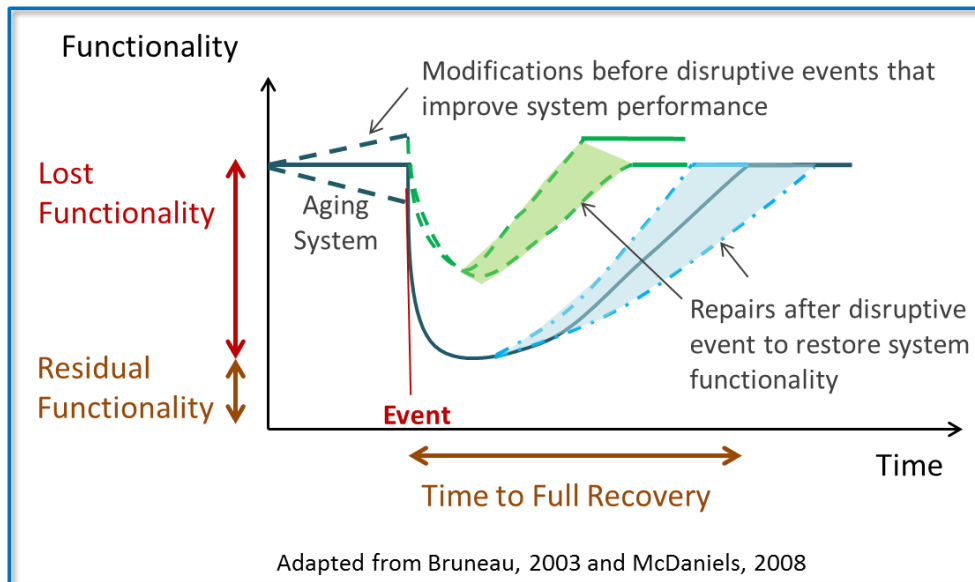 Functionality
Modifications before disruptive events that
improve system performance
Lost
Functionality
Aging
System
Repairs after disruptive
event to restore system
functionality
Residual
Functionality
Event
Time
Time to Full Recovery
Adapted from Bruneau, 2003 and McDaniels, 2008